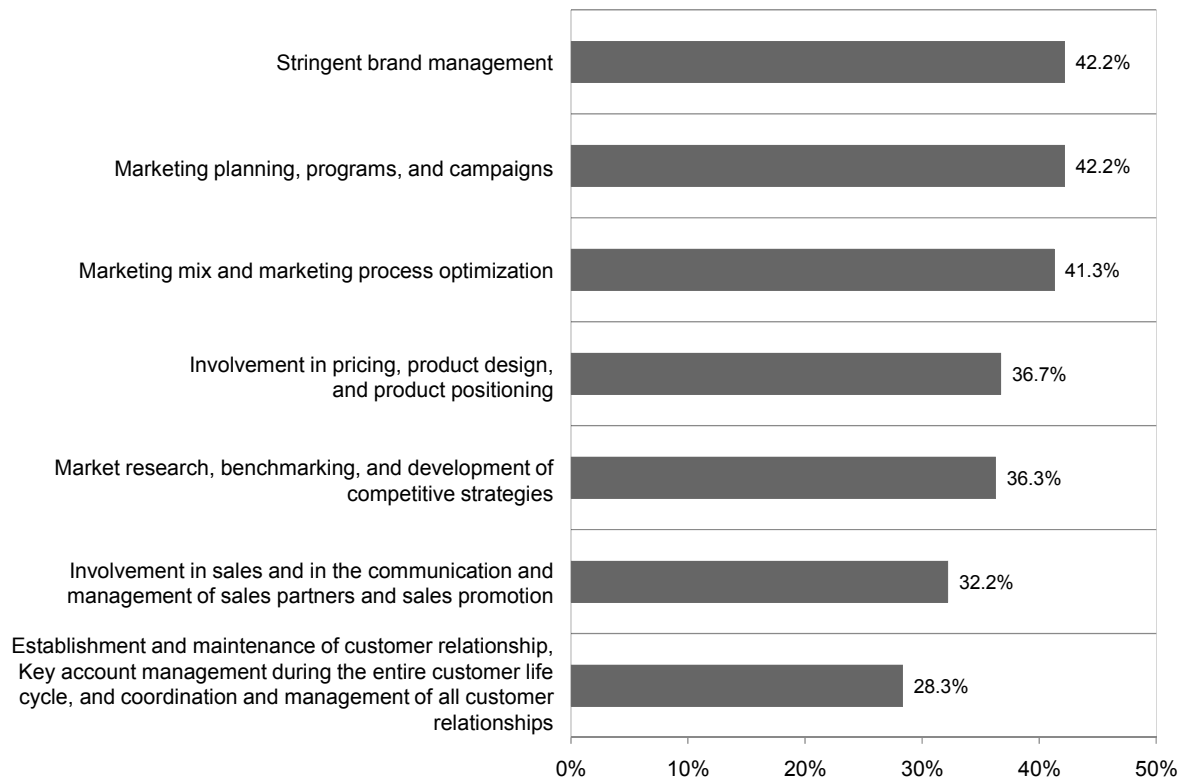 Stringent brand management
42.2%
Marketing planning, programs, and campaigns
42.2%
Marketing mix and marketing process optimization
41.3%
Involvement in pricing, product design,
and product positioning
36.7%
Market research, benchmarking, and development of
competitive strategies
36.3%
Involvement in sales and in the communication and
management of sales partners and sales promotion
32.2%
Establishment and maintenance of customer relationship,
Key account management during the entire customer life
cycle, and coordination and management of all customer
relationships
28.3%
0% 10% 20% 30% 40% 50%